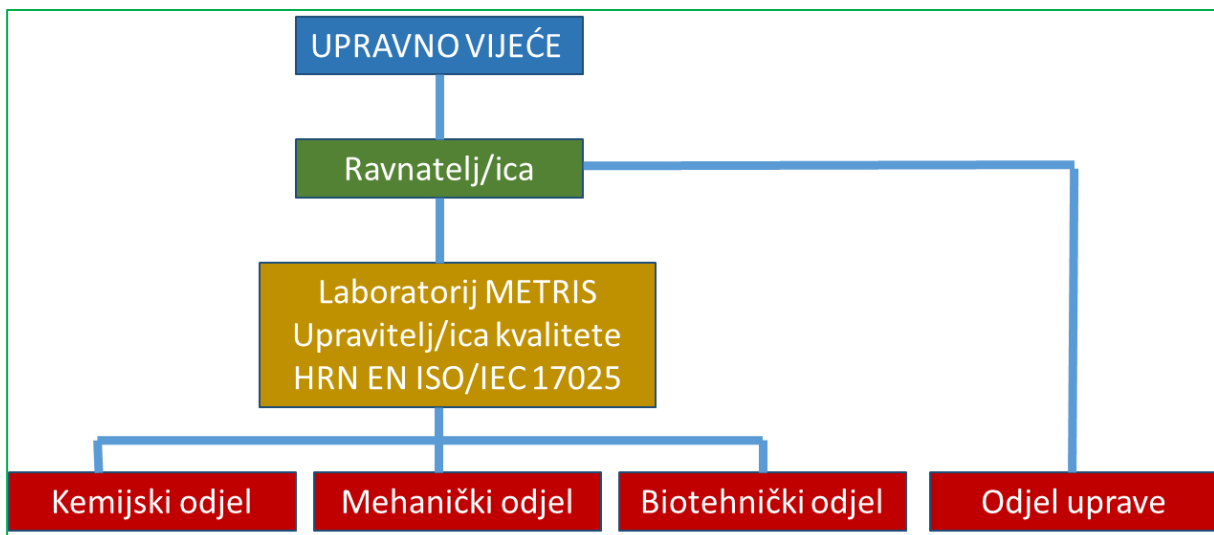 UPRAVNO VIJEĆE
Ravnatelj/ica
Laboratorij METRIS
Upravitelj/ica kvalitete
HRN EN ISO/IEC 17025
Kemijski odjel
Mehanički odjel
Biotehnički odjel
Odjel uprave